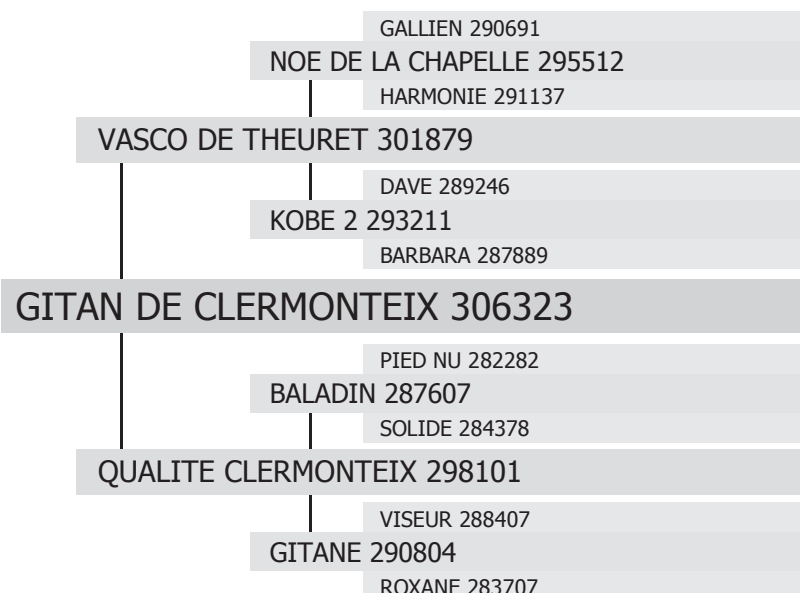 GALLIEN 290691
NOE DE LA CHAPELLE 295512
HARMONIE 291137
VASCO DE THEURET 301879
DAVE 289246
KOBE 2 293211
BARBARA 287889
GITAN DE CLERMONTEIX 306323
PIED NU 282282
BALADIN 287607
SOLIDE 284378
QUALITE CLERMONTEIX 298101
VISEUR 288407
GITANE 290804
ROXANE 283707